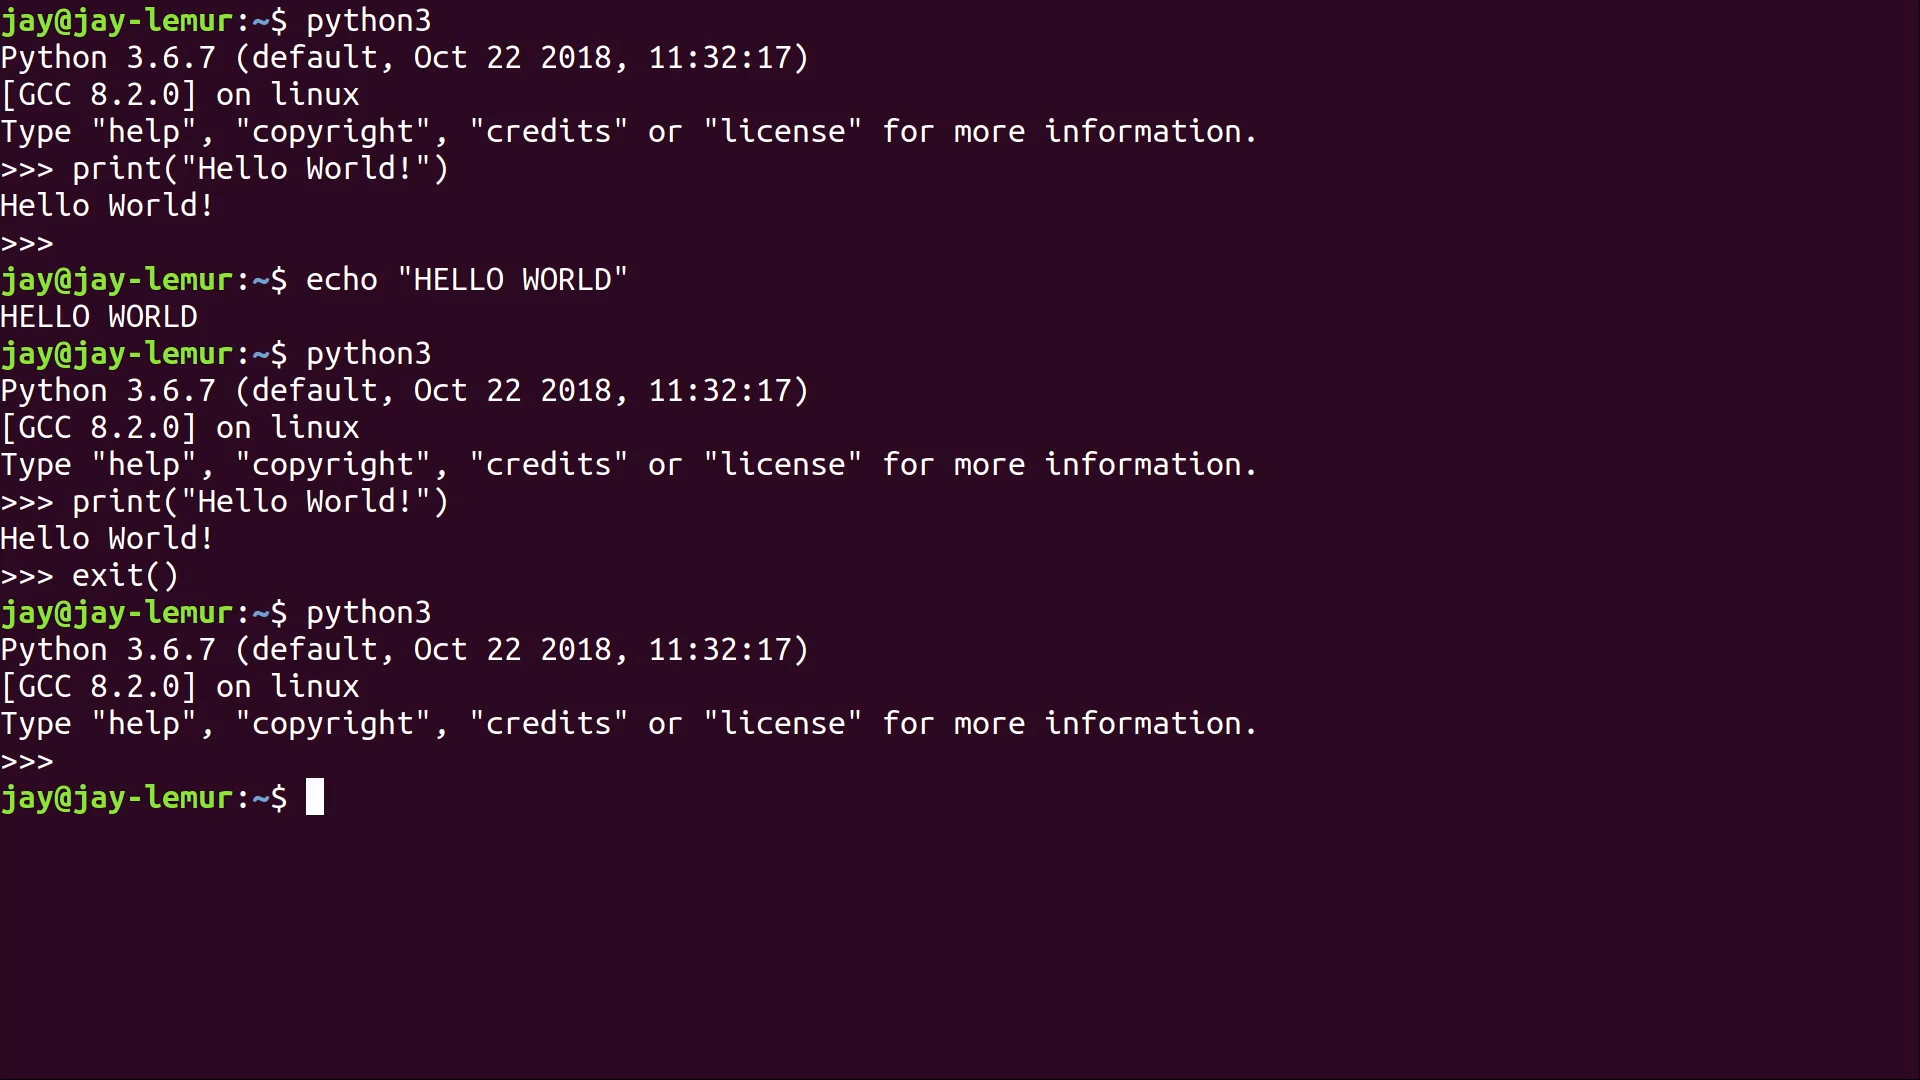 jay@jay-lemur:~$ python3
Python 3.6.7 (default, Oct 22 2018, 11:32:17)
[GCC 8.2.0] on linux
Type "help", "copyright", "credits" or "license" for more information.
>>> print("Hello World!")
Hello World!
>>>
jay@jay-lemur:~$ echo "HELLO WORLD"
HELLO WORLD
jay@jay-lemur:~$ python3
Python 3.6.7 (default, Oct 22 2018, 11:32:17)
[GCC 8.2.0] on linux
Type "help", "copyright", "credits" or "license" for more information.
>>> print("Hello World!")
Hello World!
>>> exit()
jay@jay-lemur:~$ python3
Python 3.6.7 (default, Oct 22 2018, 11:32:17)
[GCC 8.2.0] on linux
Type "help", "copyright", "credits" or "license" for more information.
>>>
jay@jay-lemur:~$